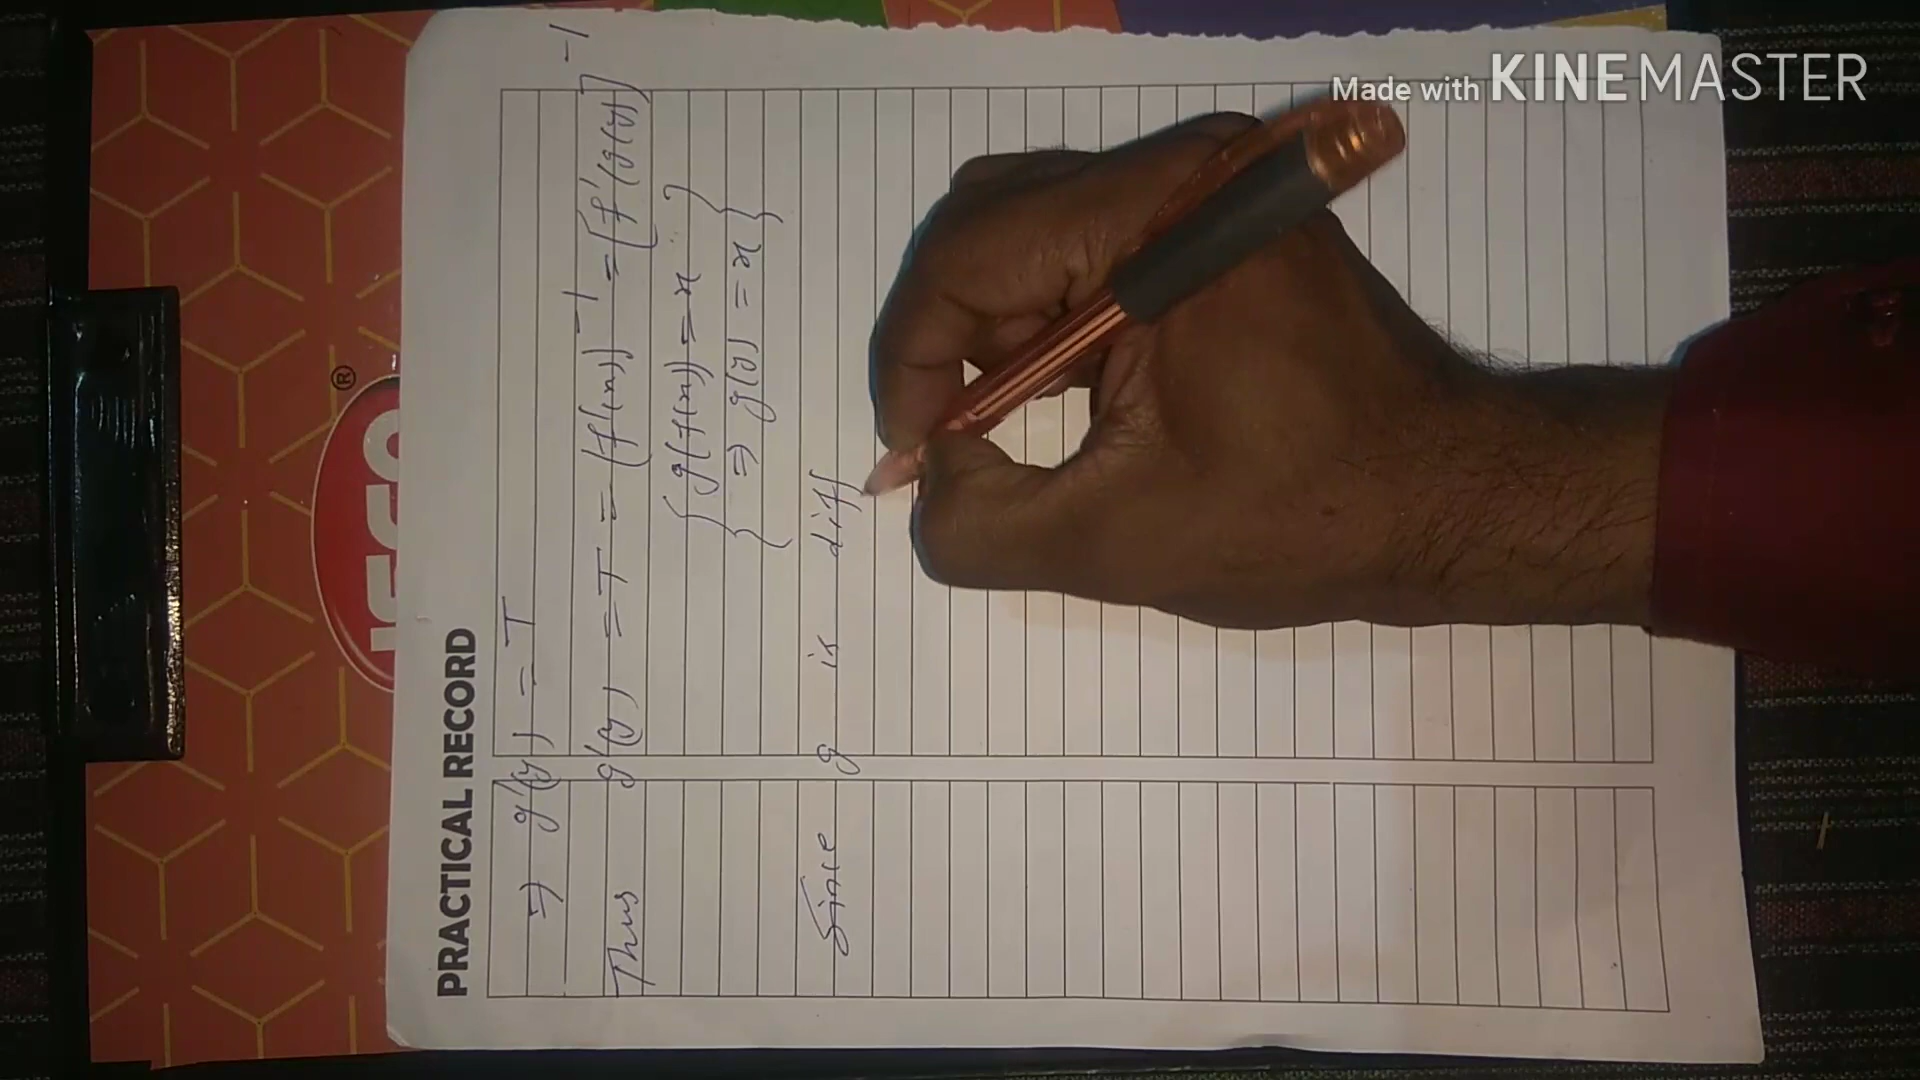 Made with KINEMASTER
PRACTICAL RECORD
⇒ g'(y) = T
Thus g'(y) = T = (f'(x))⁻¹ = [f'(g(y))]⁻¹
{g(f(x)) = x}
{⇒ g(y) = x}
Since g is diff
®